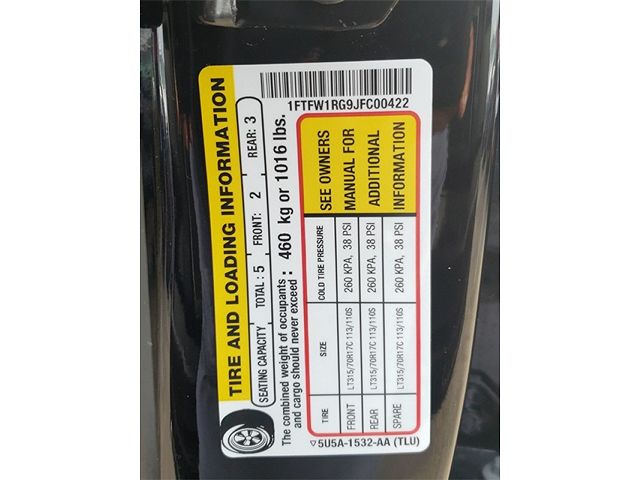 TIRE AND LOADING INFORMATION
SEATING CAPACITY TOTAL : 5 FRONT: 2 REAR: 3
The combined weight of occupants : 460 kg or 1016 lbs.
and cargo should never exceed
1FTFW1RG9JFC00422
TIRE SIZE COLD TIRE PRESSURE SEE OWNERS
FRONT LT315/70R17C 113/110S 260 KPA, 38 PSI MANUAL FOR
REAR LT315/70R17C 113/110S 260 KPA, 38 PSI ADDITIONAL
SPARE LT315/70R17C 113/110S 260 KPA, 38 PSI INFORMATION
▽5U5A-1532-AA (TLU)